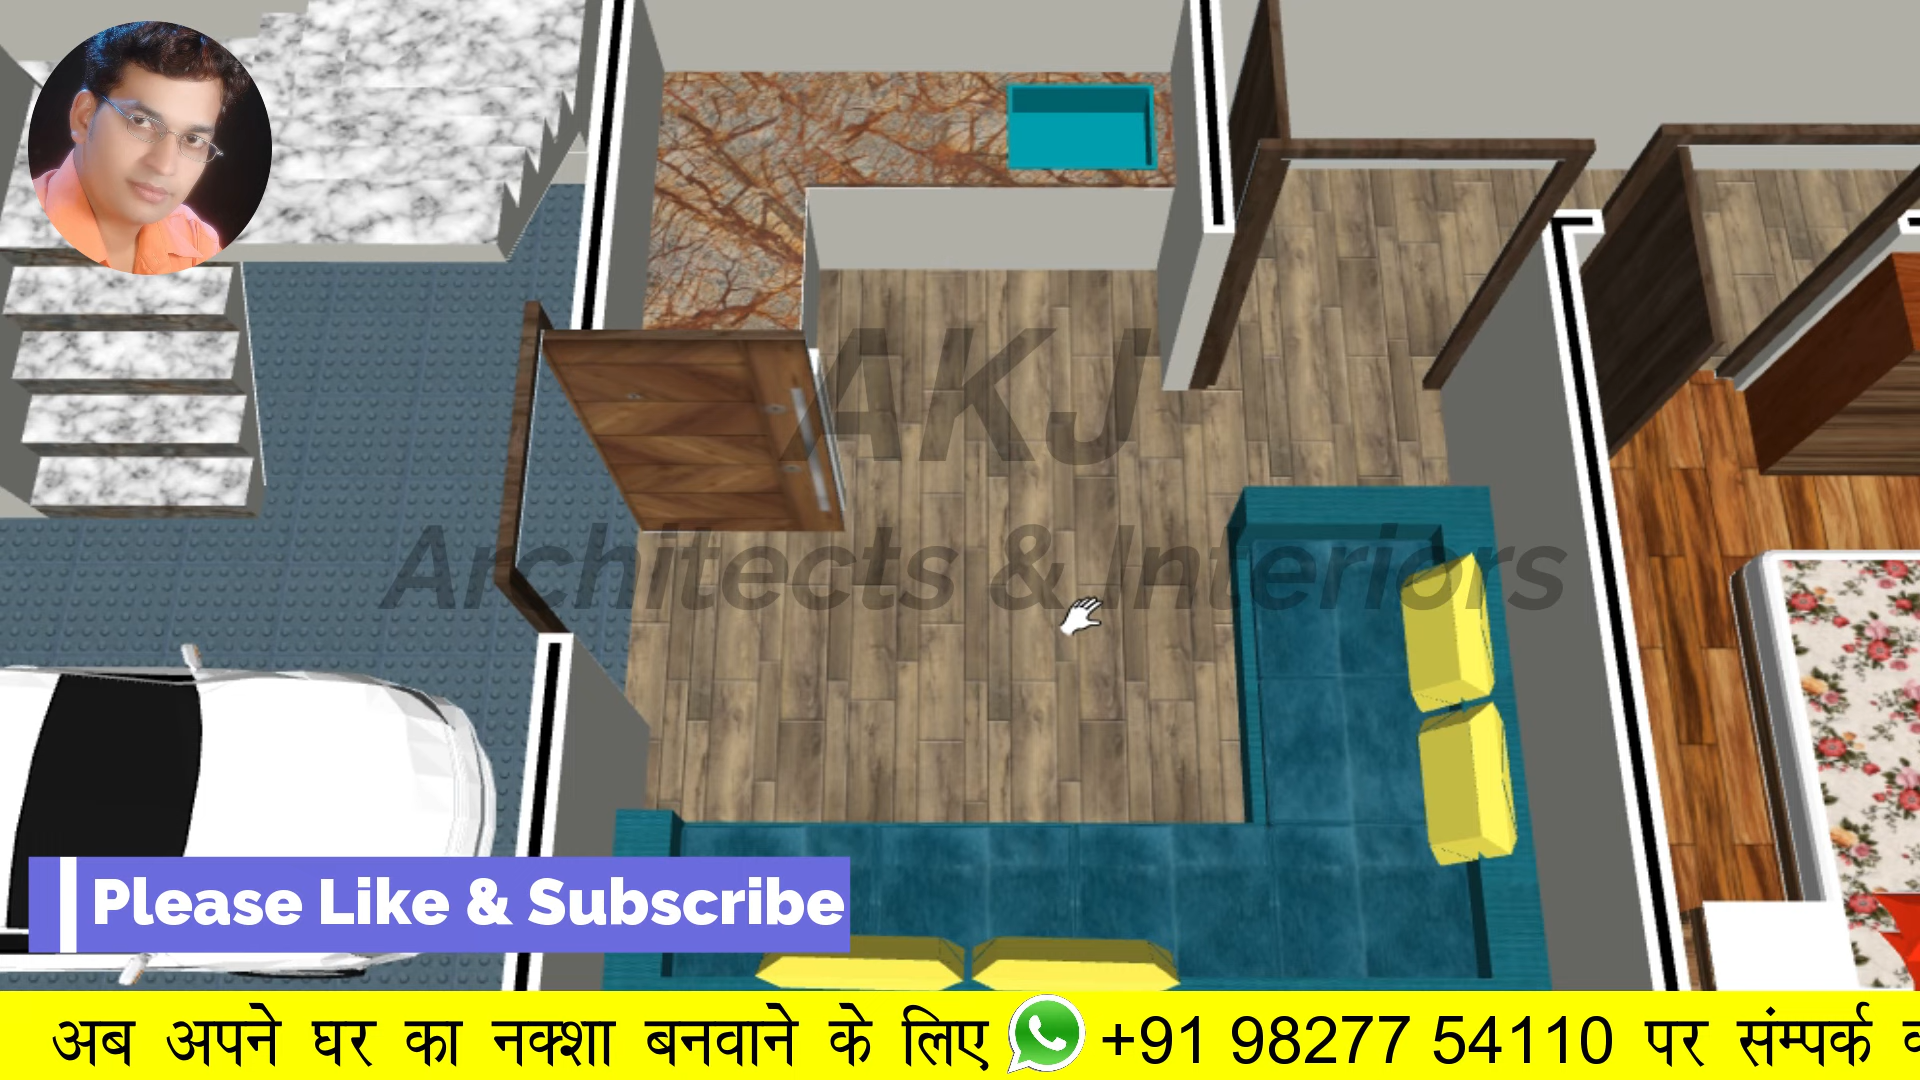 AKJ
Architects & Interiors
Please Like & Subscribe
अब अपने घर का नक्शा बनवाने के लिए +91 98277 54110 पर संम्पर्क